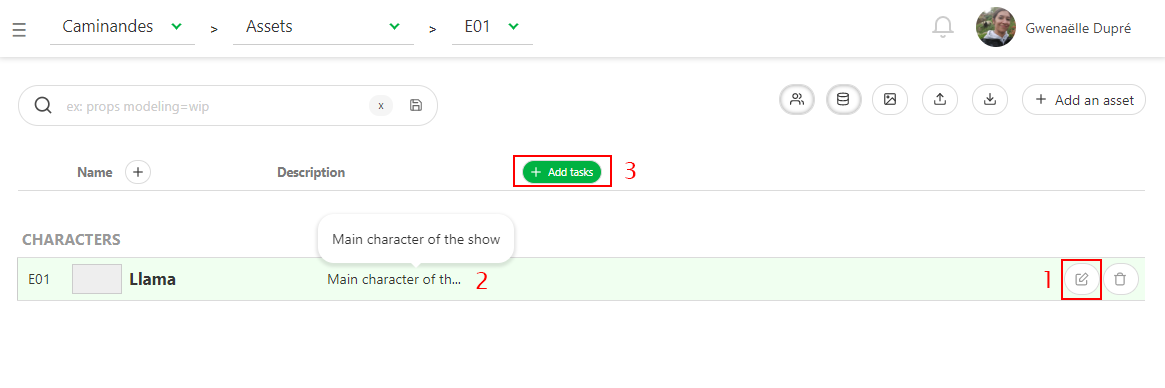 Caminandes > Assets > E01 Gwenaëlle Dupré
ex: props modeling=wip x + Add an asset
Name + Description + Add tasks 3
CHARACTERS
Main character of the show
E01 Llama Main character of th... 2 1